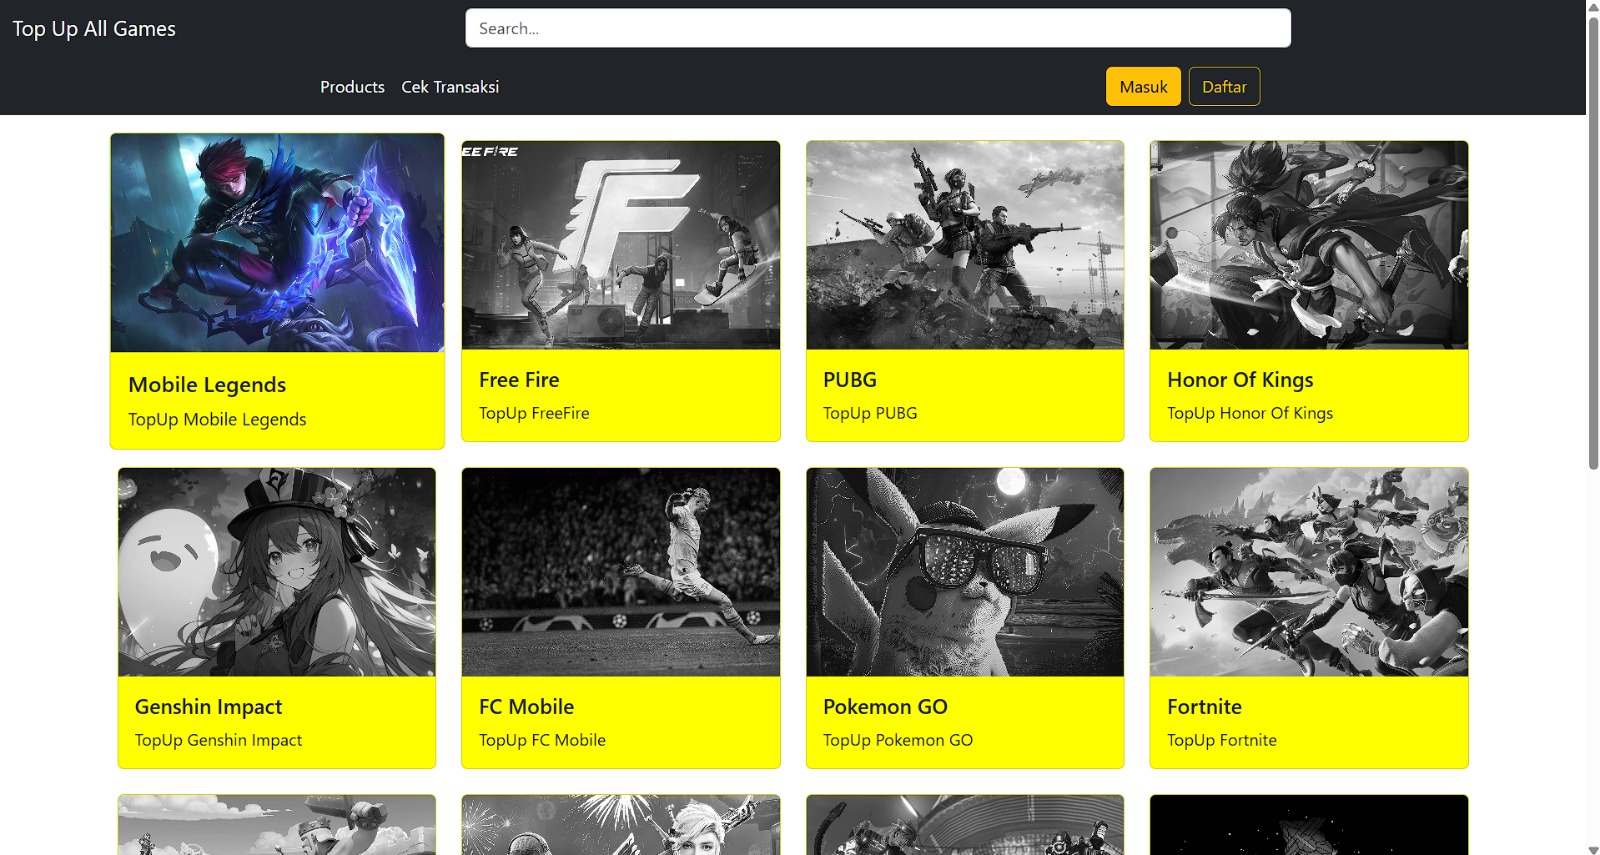 Top Up All Games
Search...
Products Cek Transaksi
Masuk Daftar
EE FIRE
Mobile Legends
TopUp Mobile Legends
Free Fire
TopUp FreeFire
PUBG
TopUp PUBG
Honor Of Kings
TopUp Honor Of Kings
Genshin Impact
TopUp Genshin Impact
FC Mobile
TopUp FC Mobile
Pokemon GO
TopUp Pokemon GO
Fortnite
TopUp Fortnite